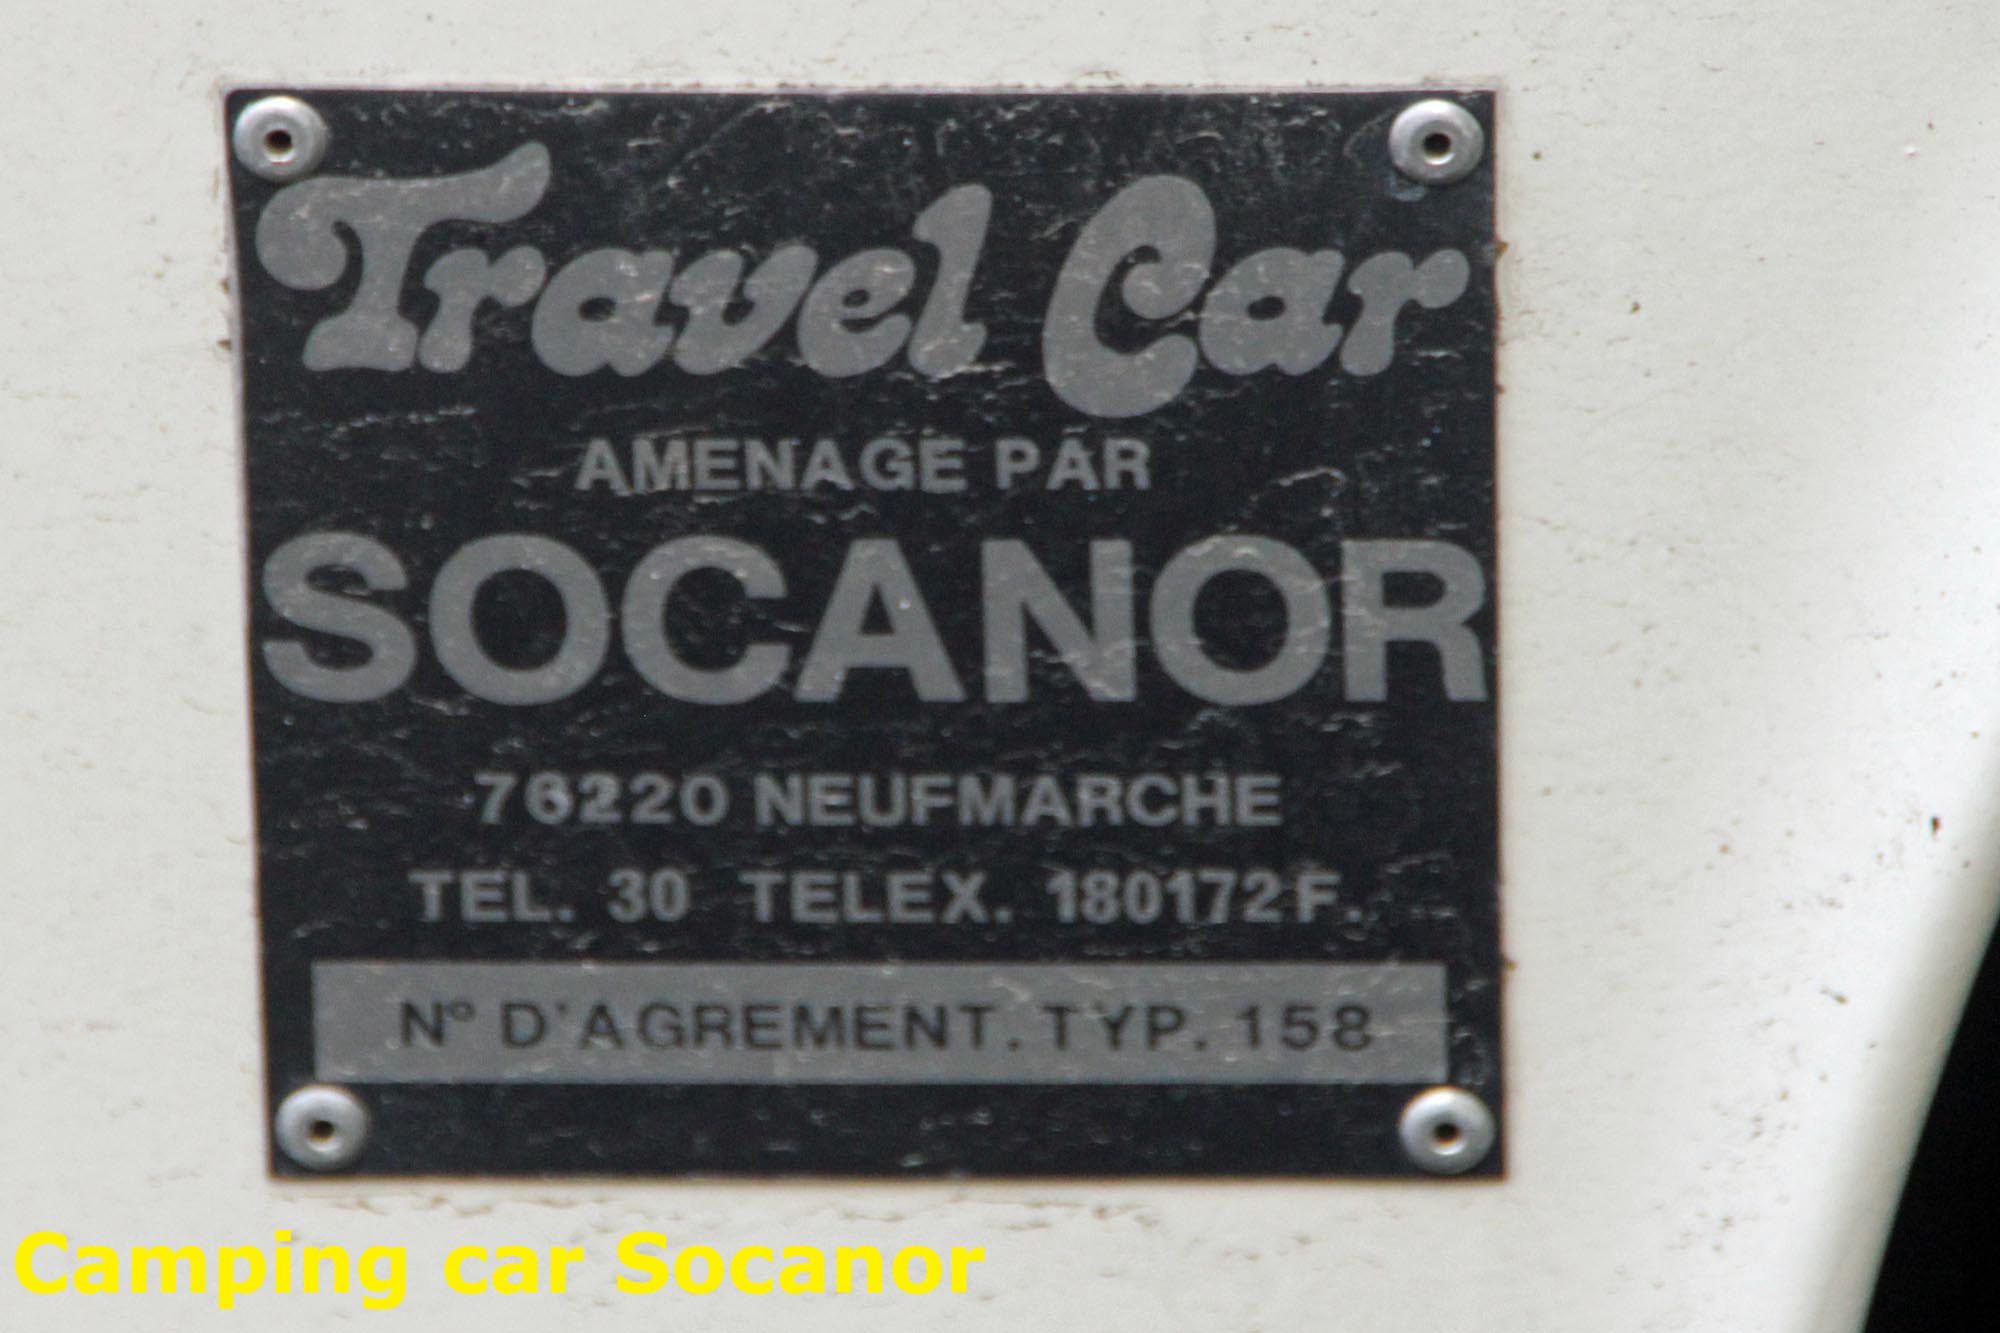 Travel Car
AMENAGE PAR
SOCANOR
76220 NEUFMARCHE
TEL. 30 TELEX. 180172 F.
N° D'AGREMENT. TYP. 158
Camping car Socanor